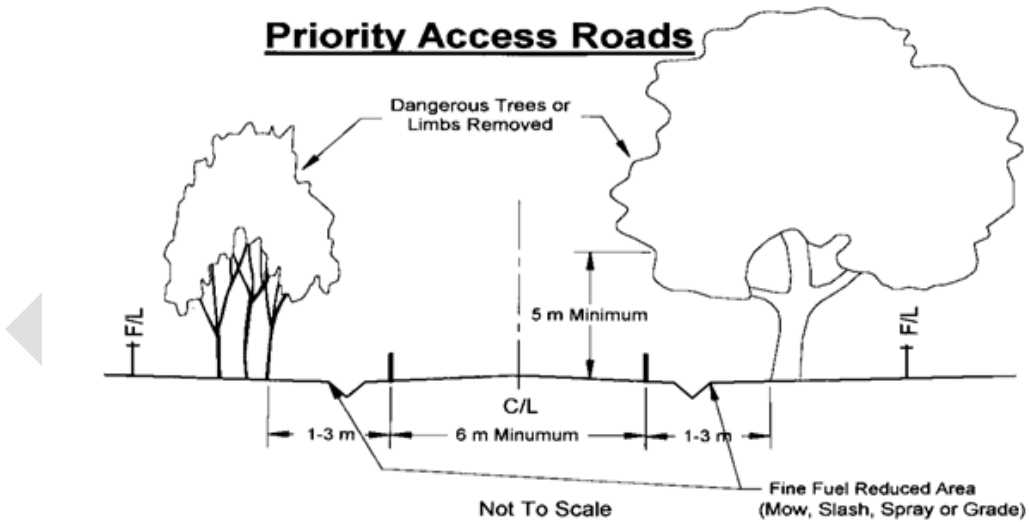 Priority Access Roads
Dangerous Trees or
Limbs Removed
F/L
5 m Minimum
F/L
C/L
1-3 m
6 m Minumum
1-3 m
Not To Scale
Fine Fuel Reduced Area
(Mow, Slash, Spray or Grade)